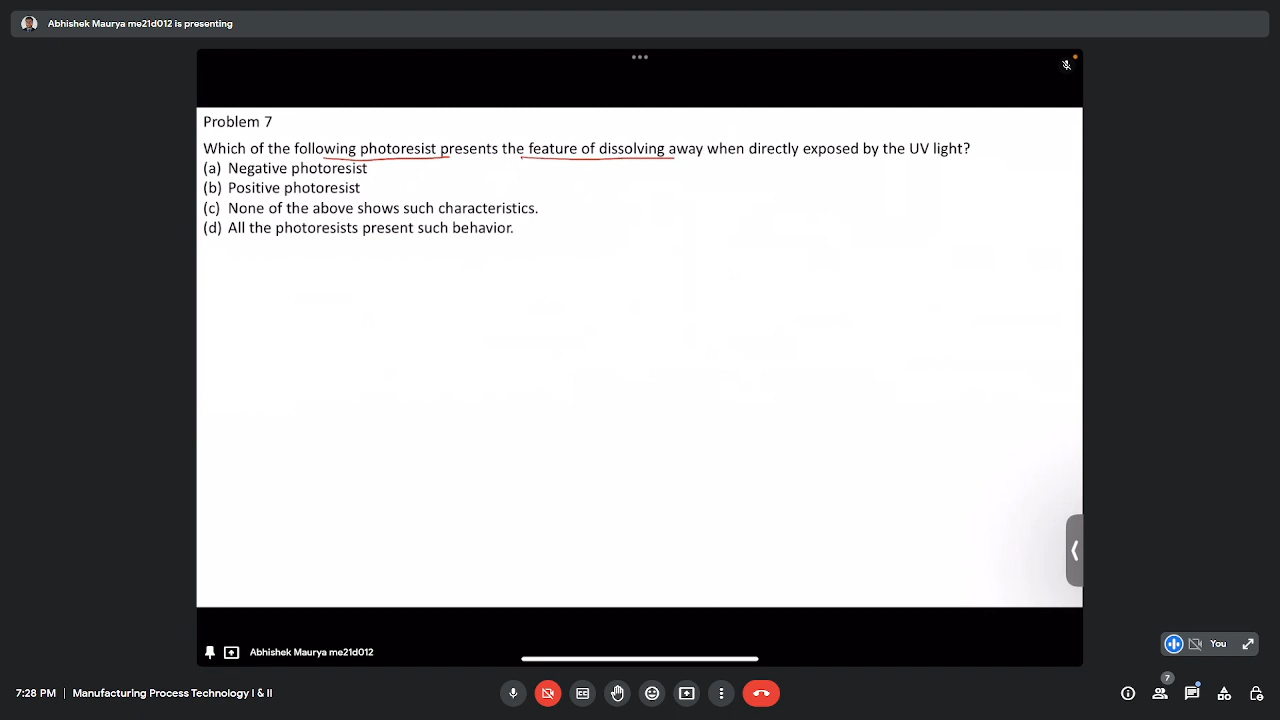 Abhishek Maurya me21d012 is presenting
Problem 7
Which of the following photoresist presents the feature of dissolving away when directly exposed by the UV light?
(a) Negative photoresist
(b) Positive photoresist
(c) None of the above shows such characteristics.
(d) All the photoresists present such behavior.
Abhishek Maurya me21d012
You
7:28 PM | Manufacturing Process Technology I & II
7